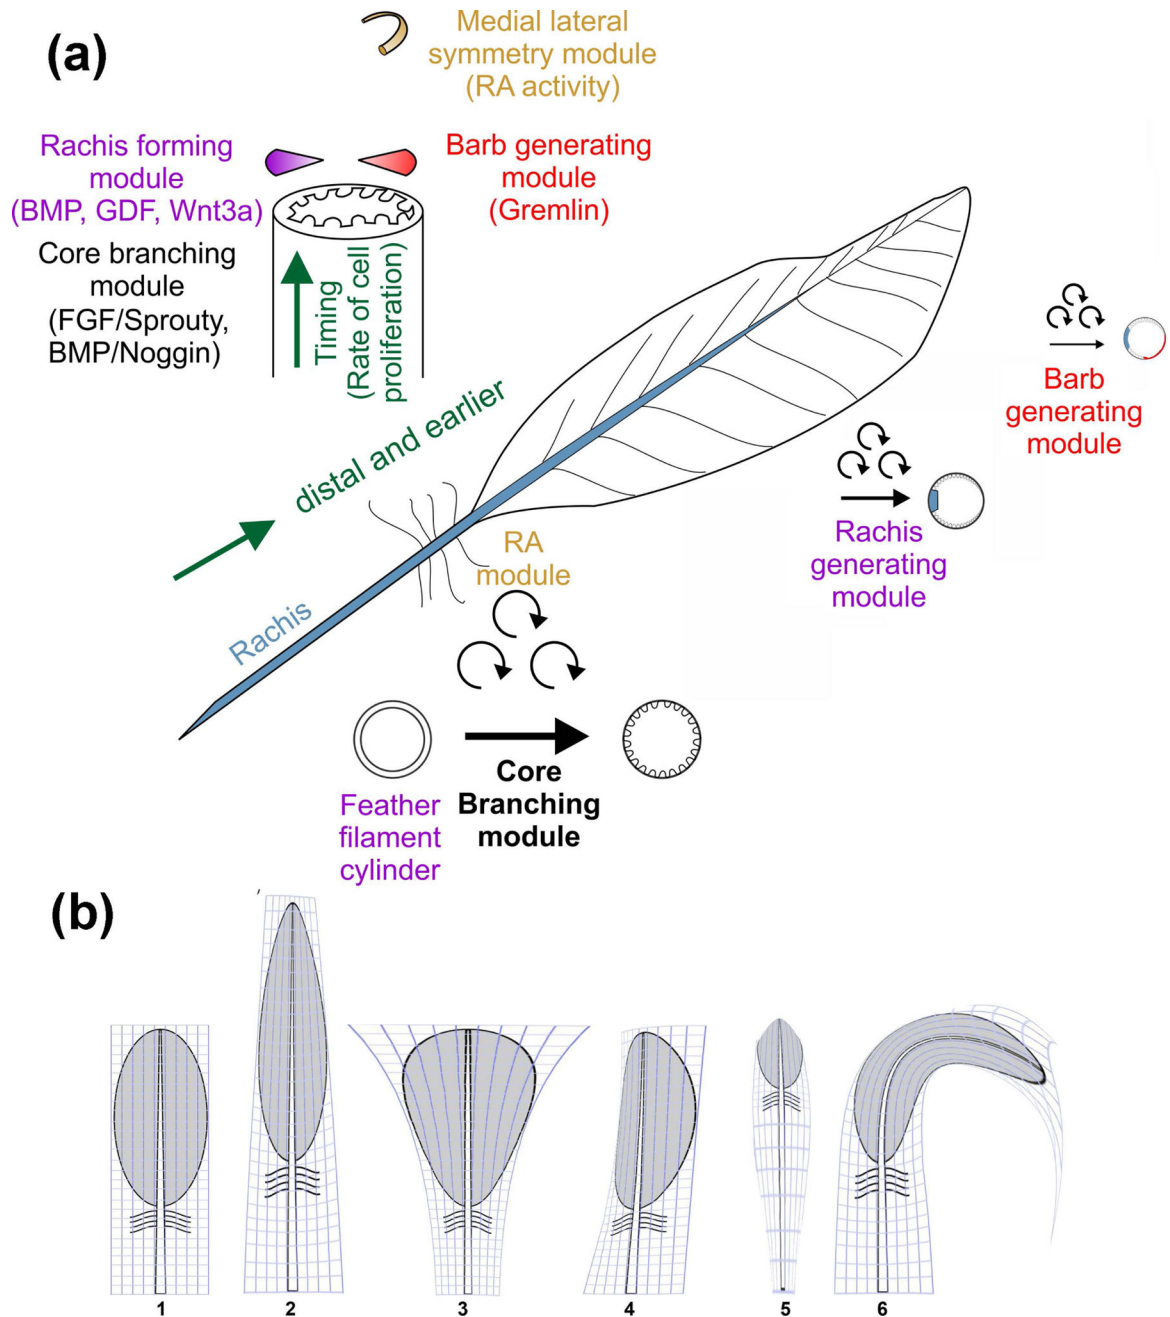 (a)
Medial lateral
symmetry module
(RA activity)
Rachis forming
module
(BMP, GDF, Wnt3a)
Barb generating
module
(Gremlin)
Core branching
module
(FGF/Sprouty,
BMP/Noggin)
Timing
(Rate of cell
proliferation)
distal and earlier
Barb
generating
module
Rachis
generating
module
RA
module
Rachis
Core
Branching
module
Feather
filament
cylinder
(b)
1
2
3
4
5
6